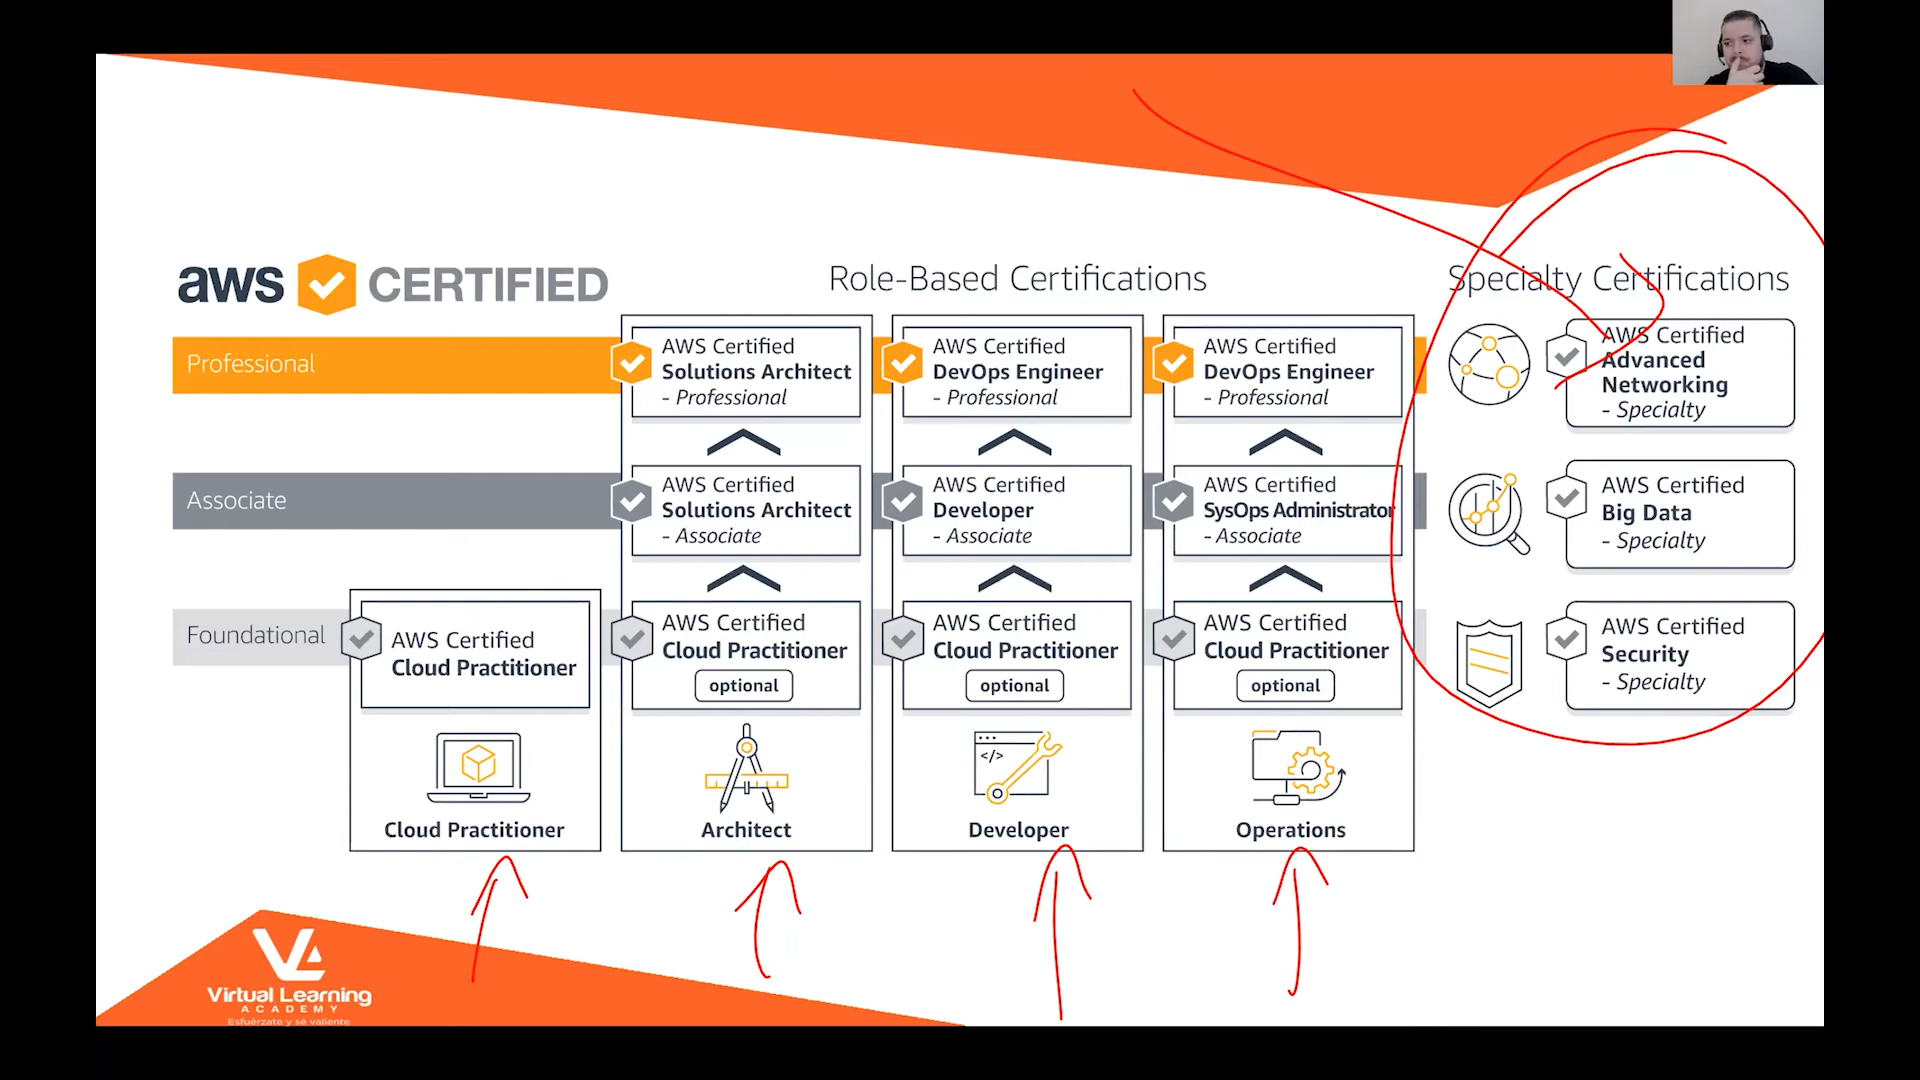 aws CERTIFIED
Role-Based Certifications
Specialty Certifications
Professional
AWS Certified
Solutions Architect
- Professional
AWS Certified
DevOps Engineer
- Professional
AWS Certified
DevOps Engineer
- Professional
AWS Certified
Advanced
Networking
- Specialty
Associate
AWS Certified
Solutions Architect
- Associate
AWS Certified
Developer
- Associate
AWS Certified
SysOps Administrator
- Associate
AWS Certified
Big Data
- Specialty
Foundational
AWS Certified
Cloud Practitioner
AWS Certified
Cloud Practitioner
optional
AWS Certified
Cloud Practitioner
optional
AWS Certified
Cloud Practitioner
optional
AWS Certified
Security
- Specialty
</>
Cloud Practitioner
Architect
Developer
Operations
VLA
Virtual Learning
ACADEMY
Esfuérzate y sé valiente